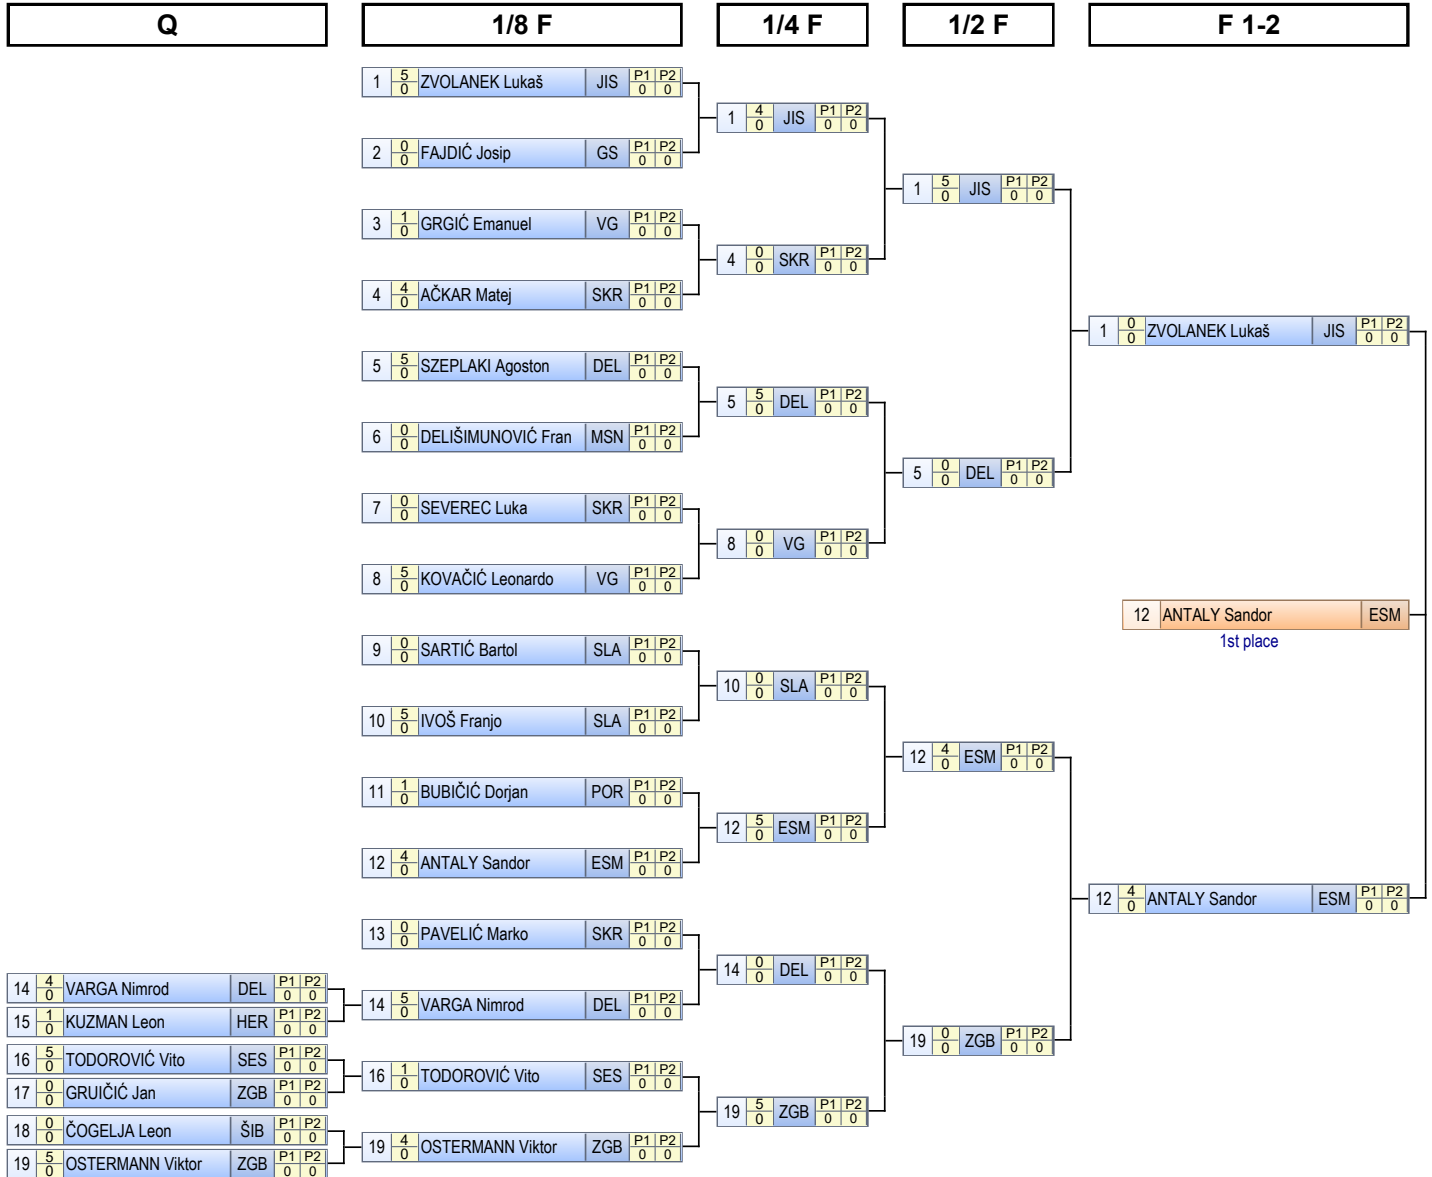 Q
1/8 F
1/4 F
1/2 F
F 1-2
1 5 0 ZVOLANEK Lukaš JIS P1 P2 0 0
2 0 0 FAJDIĆ Josip GS P1 P2 0 0
3 1 0 GRGIĆ Emanuel VG P1 P2 0 0
4 4 0 AČKAR Matej SKR P1 P2 0 0
5 5 0 SZEPLAKI Agoston DEL P1 P2 0 0
6 0 0 DELIŠIMUNOVIĆ Fran MSN P1 P2 0 0
7 0 0 SEVEREC Luka SKR P1 P2 0 0
8 5 0 KOVAČIĆ Leonardo VG P1 P2 0 0
9 0 0 SARTIĆ Bartol SLA P1 P2 0 0
10 5 0 IVOŠ Franjo SLA P1 P2 0 0
11 1 0 BUBIČIĆ Dorjan POR P1 P2 0 0
12 4 0 ANTALY Sandor ESM P1 P2 0 0
13 0 0 PAVELIĆ Marko SKR P1 P2 0 0
14 4 0 VARGA Nimrod DEL P1 P2 0 0
15 1 0 KUZMAN Leon HER P1 P2 0 0
14 5 0 VARGA Nimrod DEL P1 P2 0 0
16 5 0 TODOROVIĆ Vito SES P1 P2 0 0
17 0 0 GRUIČIĆ Jan ZGB P1 P2 0 0
16 1 0 TODOROVIĆ Vito SES P1 P2 0 0
18 0 0 ČOGELJA Leon ŠIB P1 P2 0 0
19 5 0 OSTERMANN Viktor ZGB P1 P2 0 0
19 4 0 OSTERMANN Viktor ZGB P1 P2 0 0
1 4 0 JIS P1 P2 0 0
4 0 0 SKR P1 P2 0 0
5 5 0 DEL P1 P2 0 0
8 0 0 VG P1 P2 0 0
10 0 0 SLA P1 P2 0 0
12 5 0 ESM P1 P2 0 0
14 0 0 DEL P1 P2 0 0
19 5 0 ZGB P1 P2 0 0
1 5 0 JIS P1 P2 0 0
5 0 0 DEL P1 P2 0 0
12 4 0 ESM P1 P2 0 0
19 0 0 ZGB P1 P2 0 0
1 0 0 ZVOLANEK Lukaš JIS P1 P2 0 0
12 ANTALY Sandor ESM
1st place
12 4 0 ANTALY Sandor ESM P1 P2 0 0